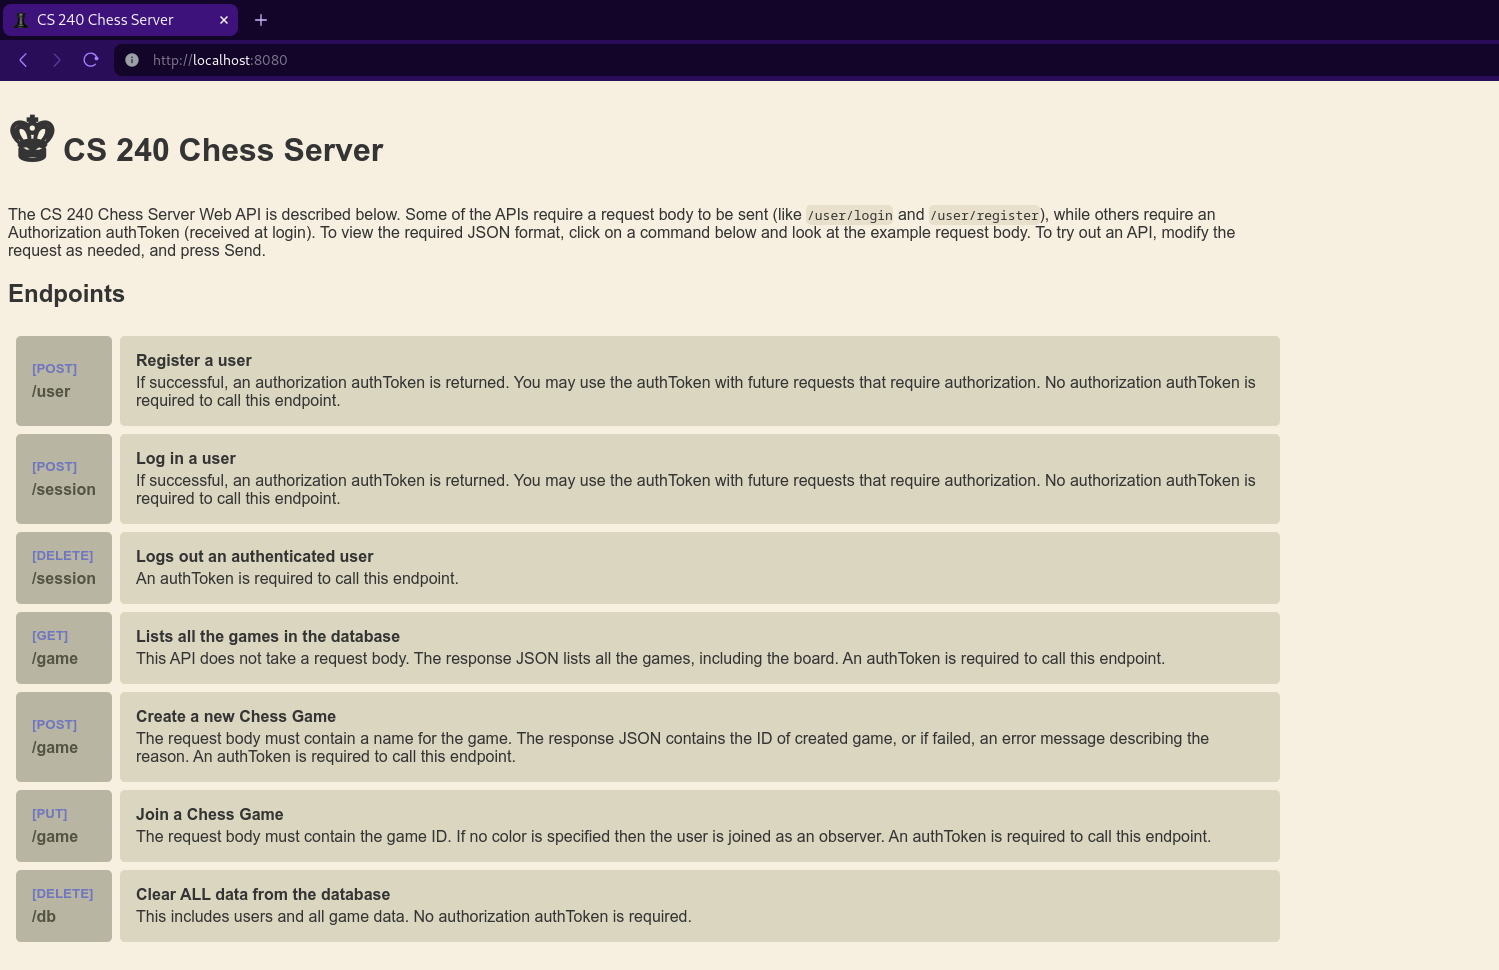 CS 240 Chess Server
http://localhost:8080
CS 240 Chess Server
The CS 240 Chess Server Web API is described below. Some of the APIs require a request body to be sent (like /user/login and /user/register), while others require an
Authorization authToken (received at login). To view the required JSON format, click on a command below and look at the example request body. To try out an API, modify the
request as needed, and press Send.
Endpoints
[POST]
/user
Register a user
If successful, an authorization authToken is returned. You may use the authToken with future requests that require authorization. No authorization authToken is
required to call this endpoint.
[POST]
/session
Log in a user
If successful, an authorization authToken is returned. You may use the authToken with future requests that require authorization. No authorization authToken is
required to call this endpoint.
[DELETE]
/session
Logs out an authenticated user
An authToken is required to call this endpoint.
[GET]
/game
Lists all the games in the database
This API does not take a request body. The response JSON lists all the games, including the board. An authToken is required to call this endpoint.
[POST]
/game
Create a new Chess Game
The request body must contain a name for the game. The response JSON contains the ID of created game, or if failed, an error message describing the
reason. An authToken is required to call this endpoint.
[PUT]
/game
Join a Chess Game
The request body must contain the game ID. If no color is specified then the user is joined as an observer. An authToken is required to call this endpoint.
[DELETE]
/db
Clear ALL data from the database
This includes users and all game data. No authorization authToken is required.